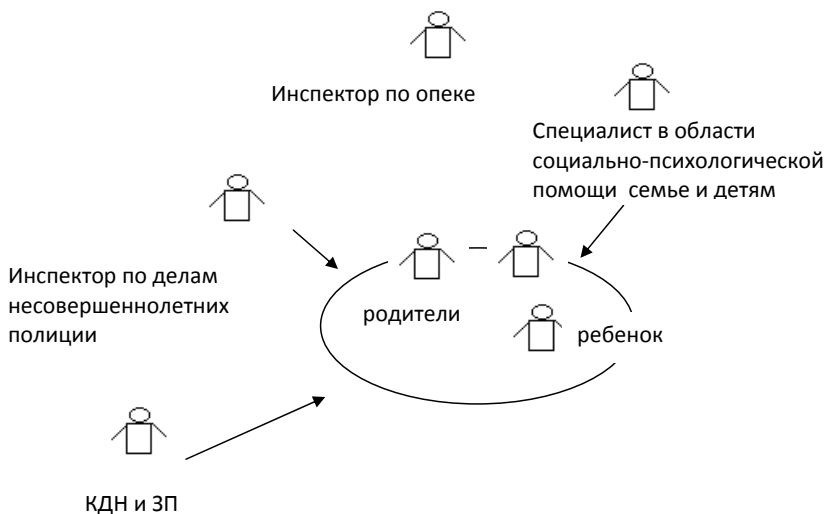 Инспектор по опеке
Специалист в области
социально-психологической
помощи семье и детям
Инспектор по делам
несовершеннолетних
полиции
родители
ребенок
КДН и ЗП